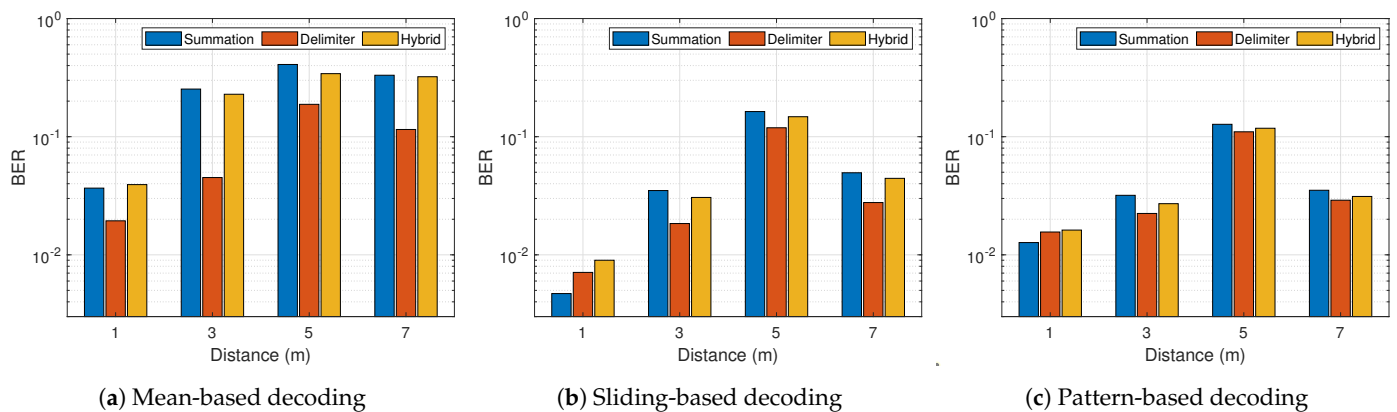 10^0
10^-1
10^-2
BER
Summation Delimiter Hybrid
1 3 5 7
Distance (m)
(a) Mean-based decoding
10^0
10^-1
10^-2
BER
Summation Delimiter Hybrid
1 3 5 7
Distance (m)
(b) Sliding-based decoding
10^0
10^-1
10^-2
BER
Summation Delimiter Hybrid
1 3 5 7
Distance (m)
(c) Pattern-based decoding